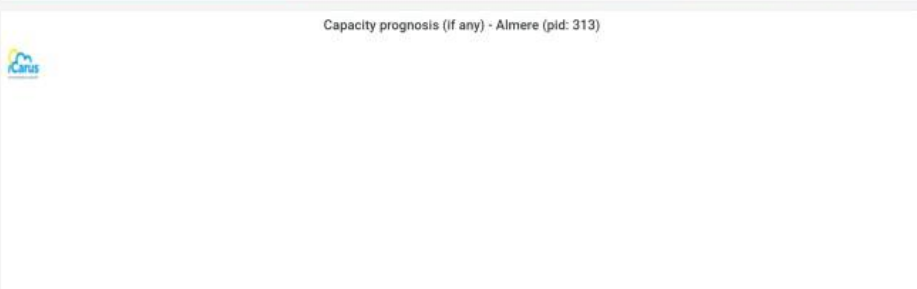 Capacity prognosis (if any) - Almere (pid: 313)
iCarus